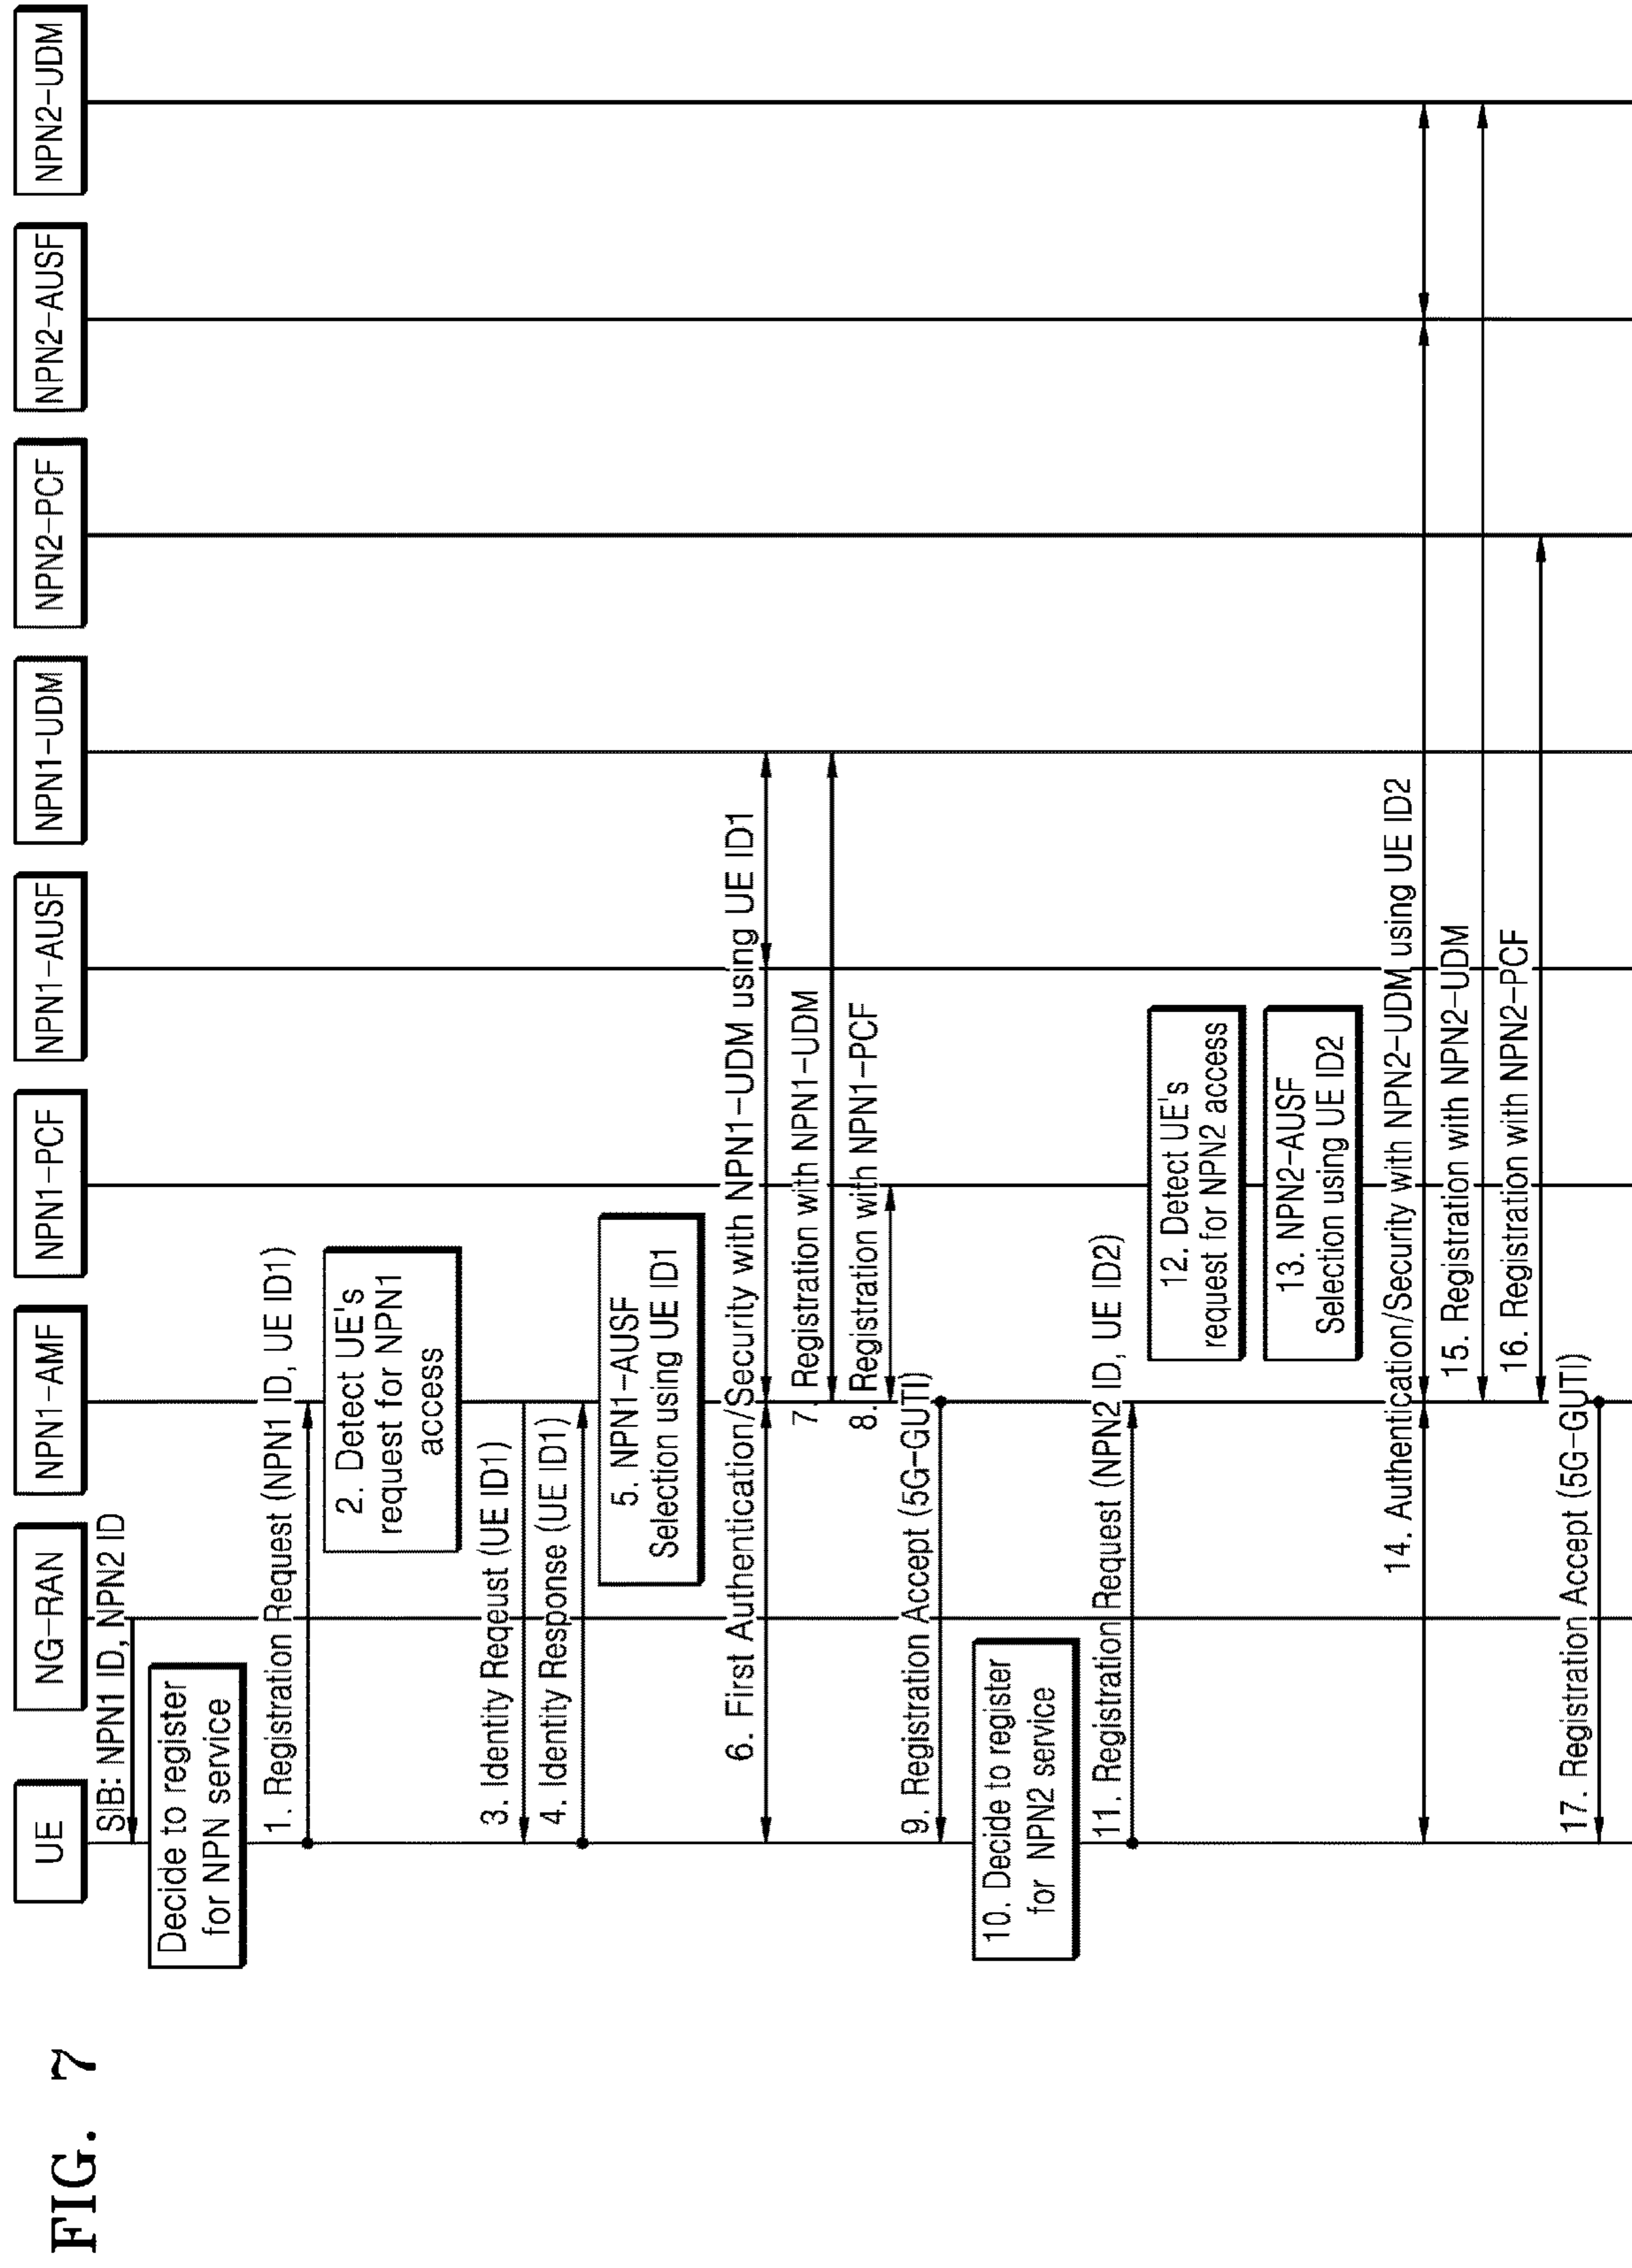 FIG. 7
UE
NG-RAN
NPN1-AMF
NPN1-PCF
NPN1-AUSF
NPN1-UDM
NPN2-PCF
NPN2-AUSF
NPN2-UDM
SIB: NPN1 ID, NPN2 ID
Decide to register
for NPN service
1. Registration Request (NPN1 ID, UE ID1)
2. Detect UE's
request for NPN1
access
3. Identity Reqeust (UE ID1)
4. Identity Response (UE ID1)
5. NPN1-AUSF
Selection using UE ID1
6. First Authentication/Security with NPN1-UDM using UE ID1
7. Registration with NPN1-UDM
8. Registration with NPN1-PCF
9. Registration Accept (5G-GUTI)
10. Decide to register
for NPN2 service
11. Registration Request (NPN2 ID, UE ID2)
12. Detect UE's
request for NPN2 access
13. NPN2-AUSF
Selection using UE ID2
14. Authentication/Security with NPN2-UDM using UE ID2
15. Registration with NPN2-UDM
16. Registration with NPN2-PCF
17. Registration Accept (5G-GUTI)